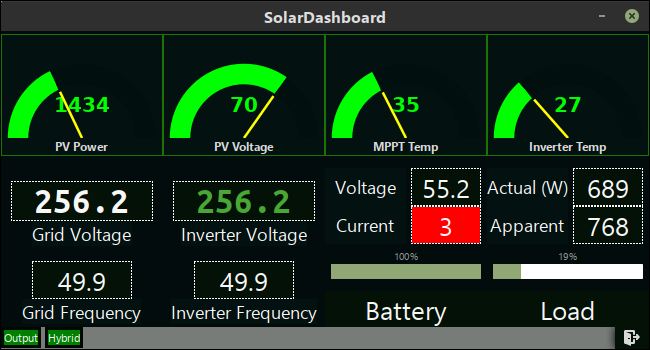 SolarDashboard
1434
70
35
27
PV Power
PV Voltage
MPPT Temp
Inverter Temp
256.2
256.2
Grid Voltage
Inverter Voltage
49.9
49.9
Grid Frequency
Inverter Frequency
Voltage
55.2
Actual (W)
689
Current
3
Apparent
768
100%
19%
Battery
Load
Output
Hybrid